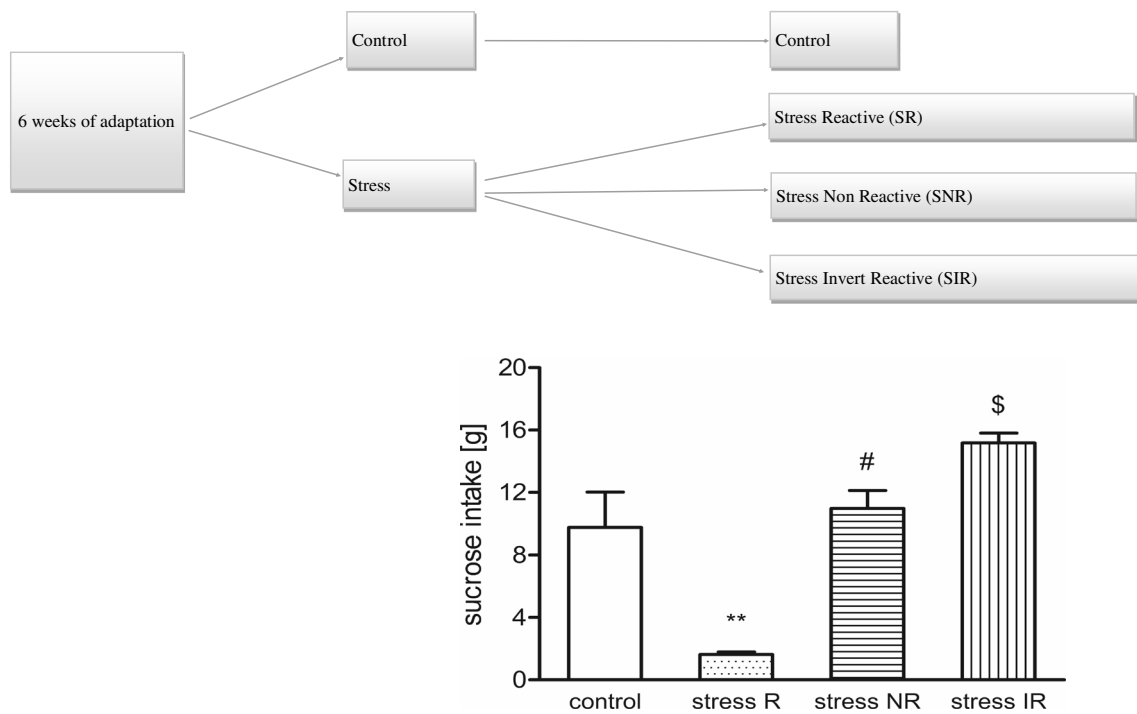 Control
Control
6 weeks of adaptation
Stress Reactive (SR)
Stress
Stress Non Reactive (SNR)
Stress Invert Reactive (SIR)
sucrose intake [g]
20
16
12
8
4
0
**
#
$
control
stress R
stress NR
stress IR